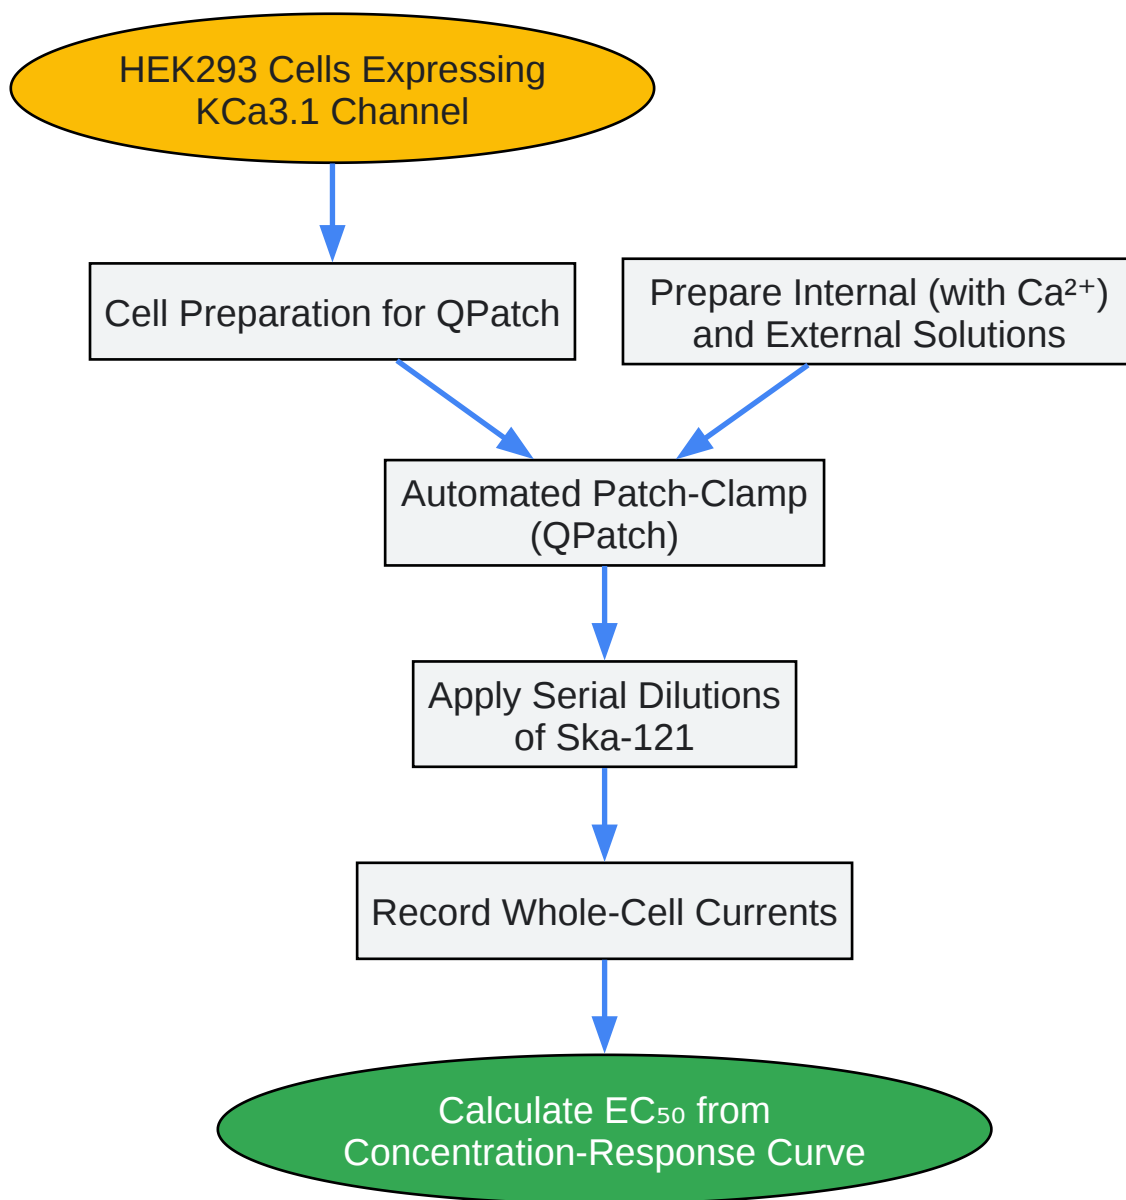 HEK293 Cells Expressing
KCa3.1 Channel
Cell Preparation for QPatch
Prepare Internal (with Ca²⁺)
and External Solutions
Automated Patch-Clamp
(QPatch)
Apply Serial Dilutions
of Ska-121
Record Whole-Cell Currents
Calculate EC₅₀ from
Concentration-Response Curve